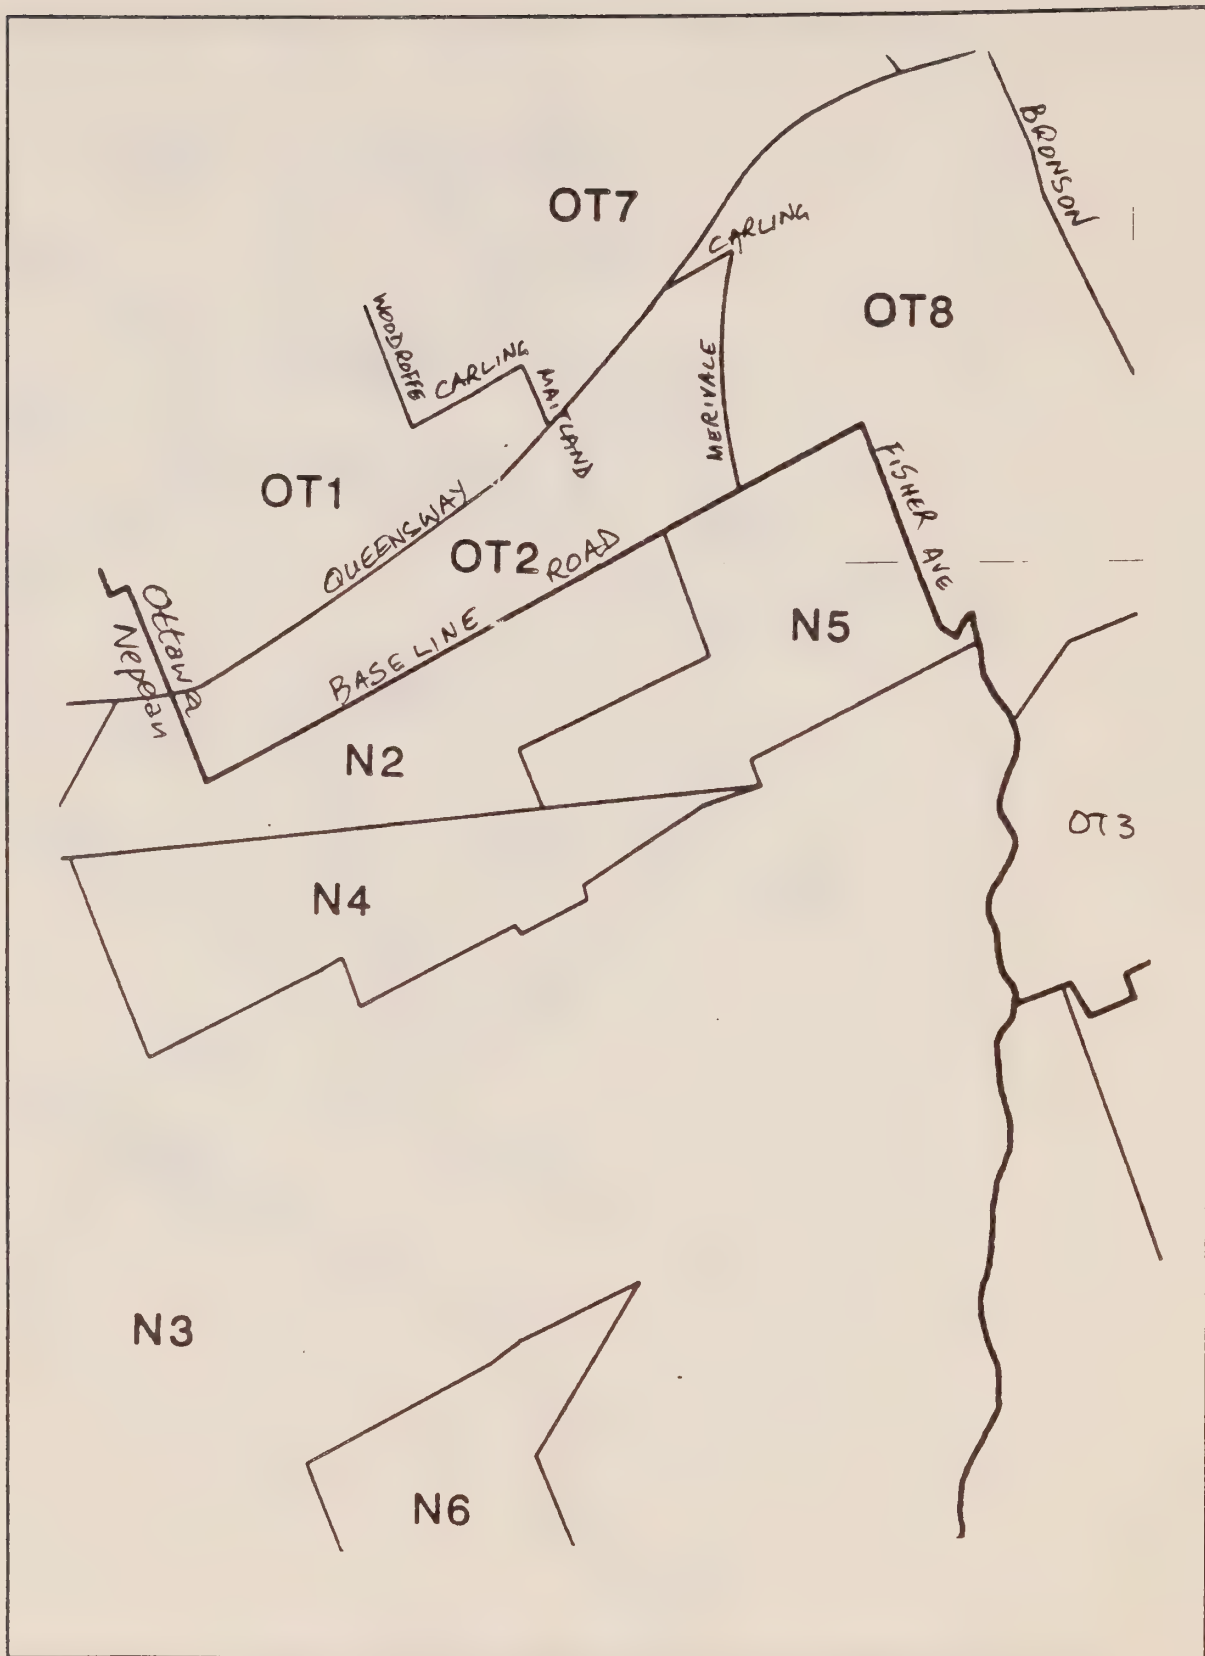 BRONSON
OT7
CARLING
OT8
WOODROFFE
CARLING
MAITLAND
MERIVALE
OT1
QUEENSWAY
FISHER AVE
OT2
BASE LINE ROAD
Ottawa
Nepean
N5
N2
OT3
N4
N3
N6